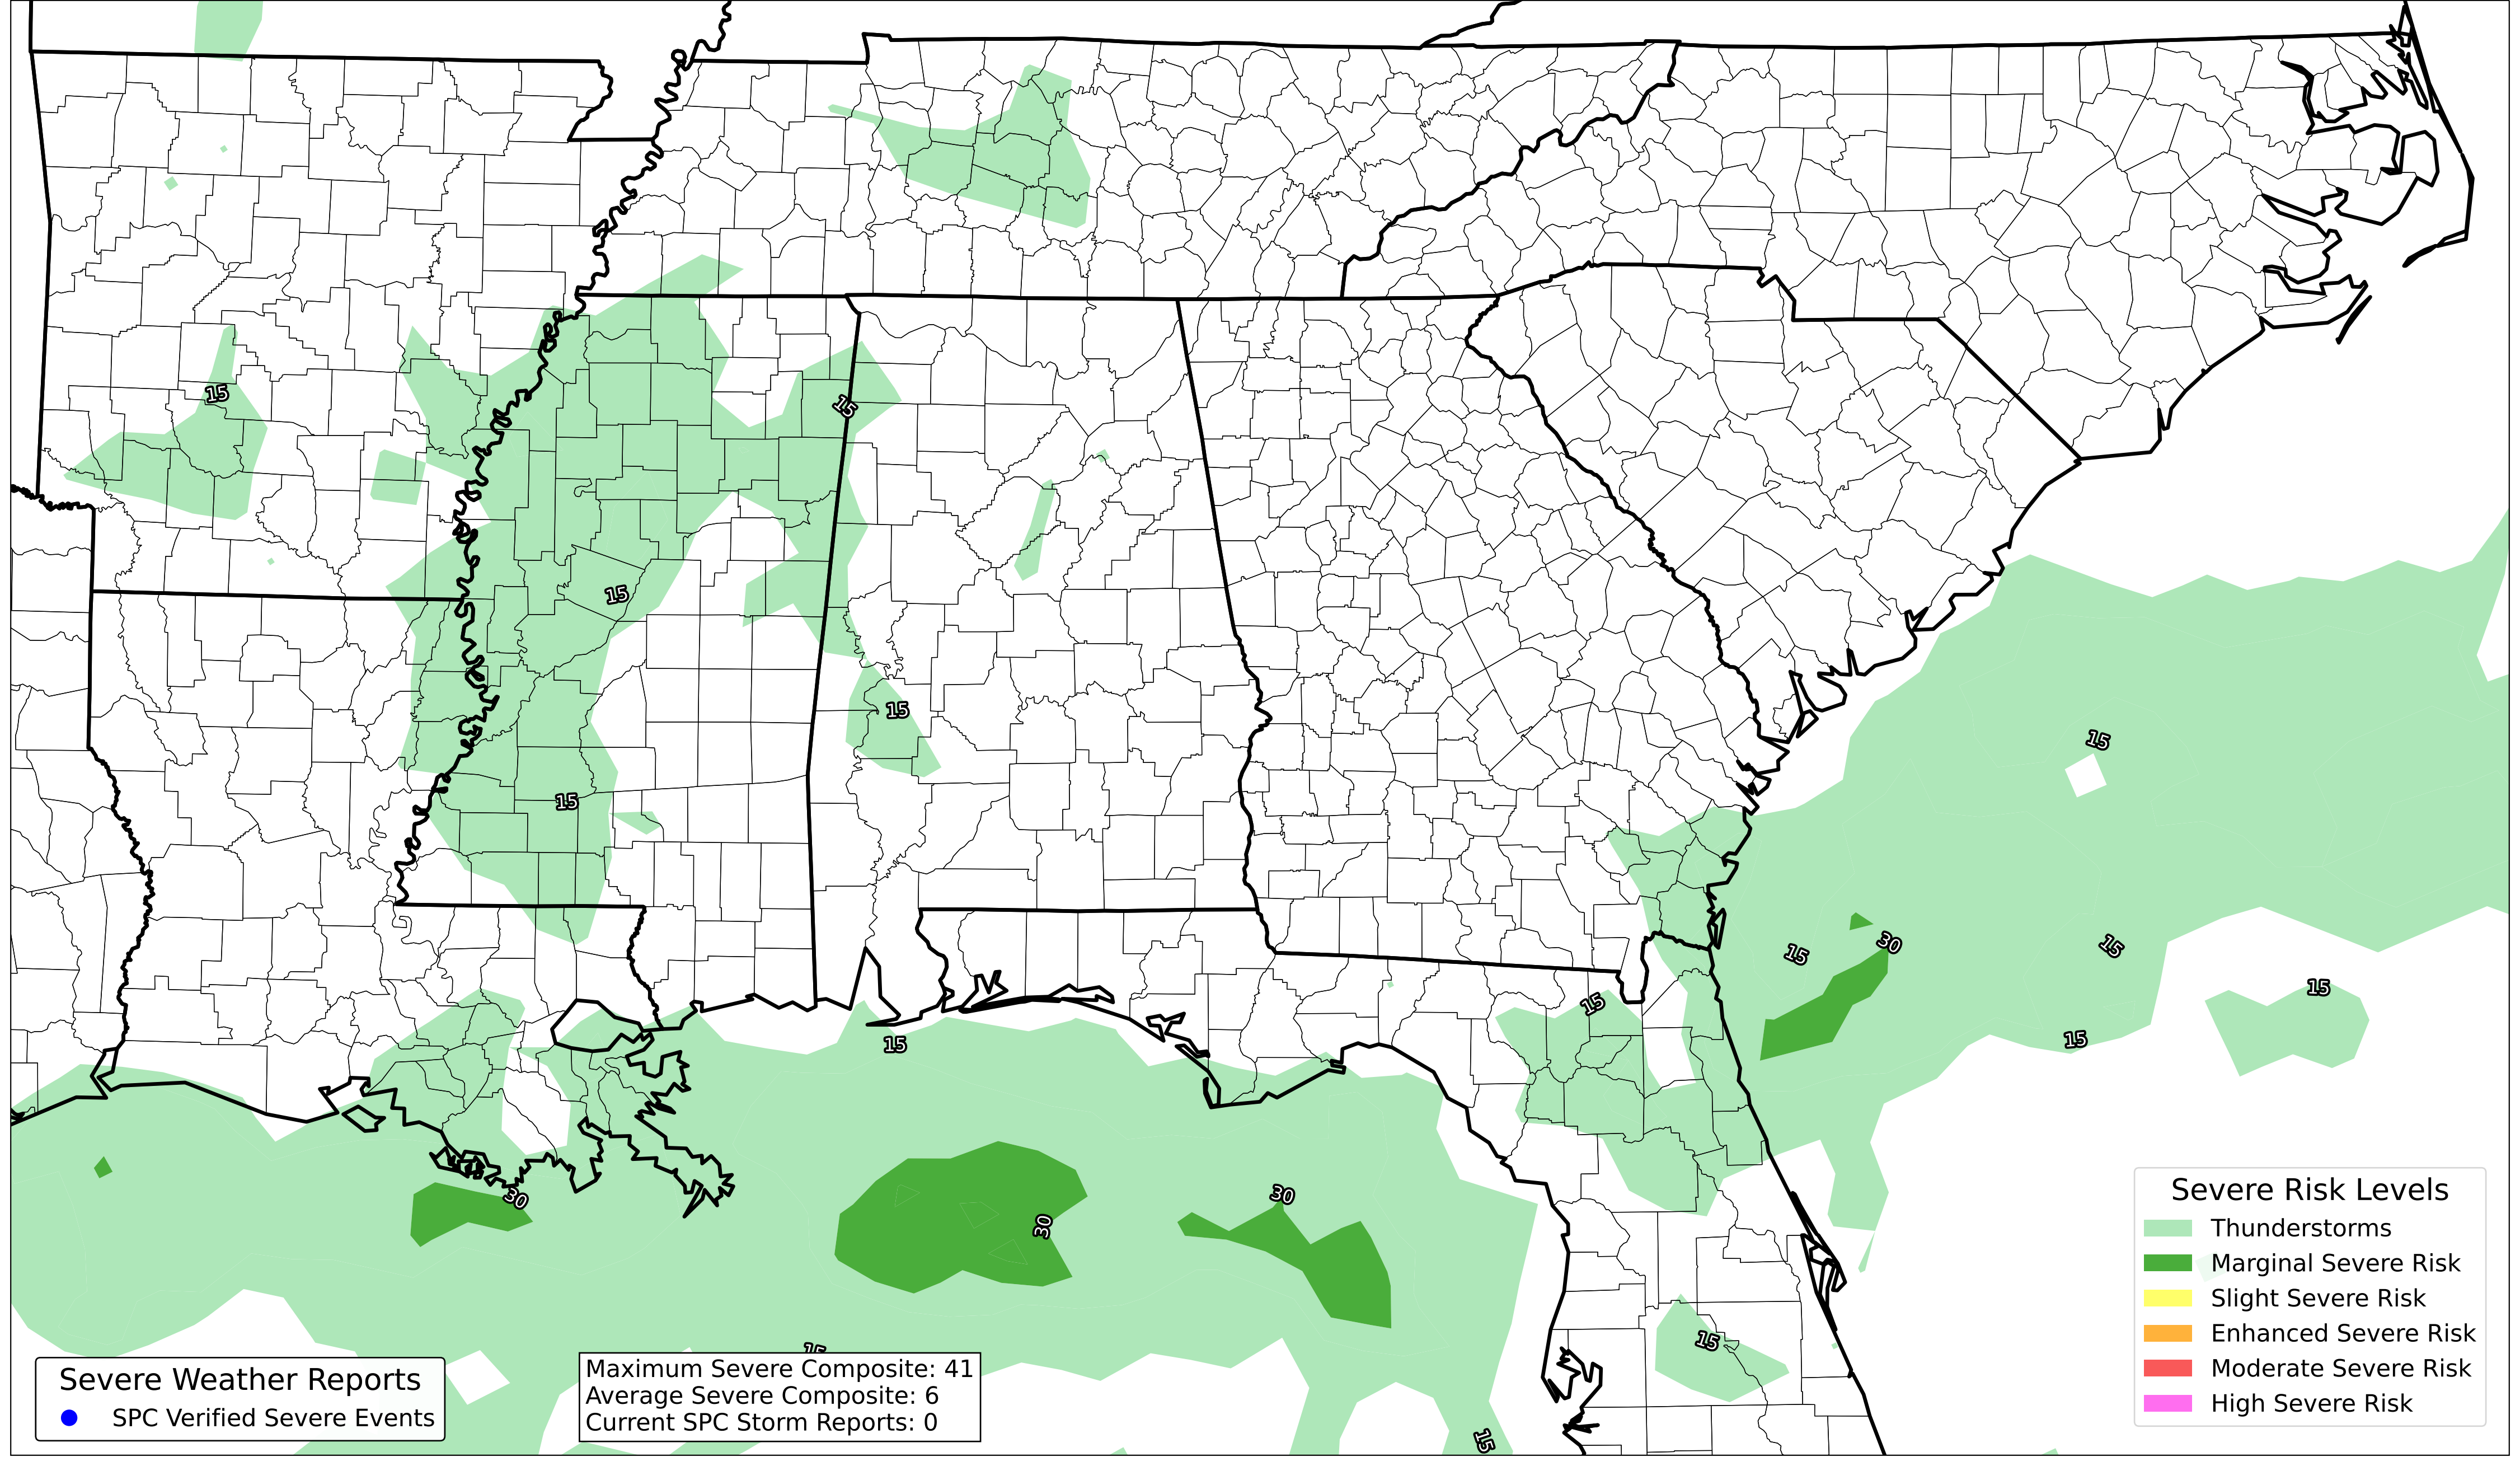 15
15
15
15
15
15
15
15
30
15
15
15
15
15
30
30
30
15
15
15
Severe Weather Reports
SPC Verified Severe Events
Maximum Severe Composite: 41
Average Severe Composite: 6
Current SPC Storm Reports: 0
Severe Risk Levels
Thunderstorms
Marginal Severe Risk
Slight Severe Risk
Enhanced Severe Risk
Moderate Severe Risk
High Severe Risk